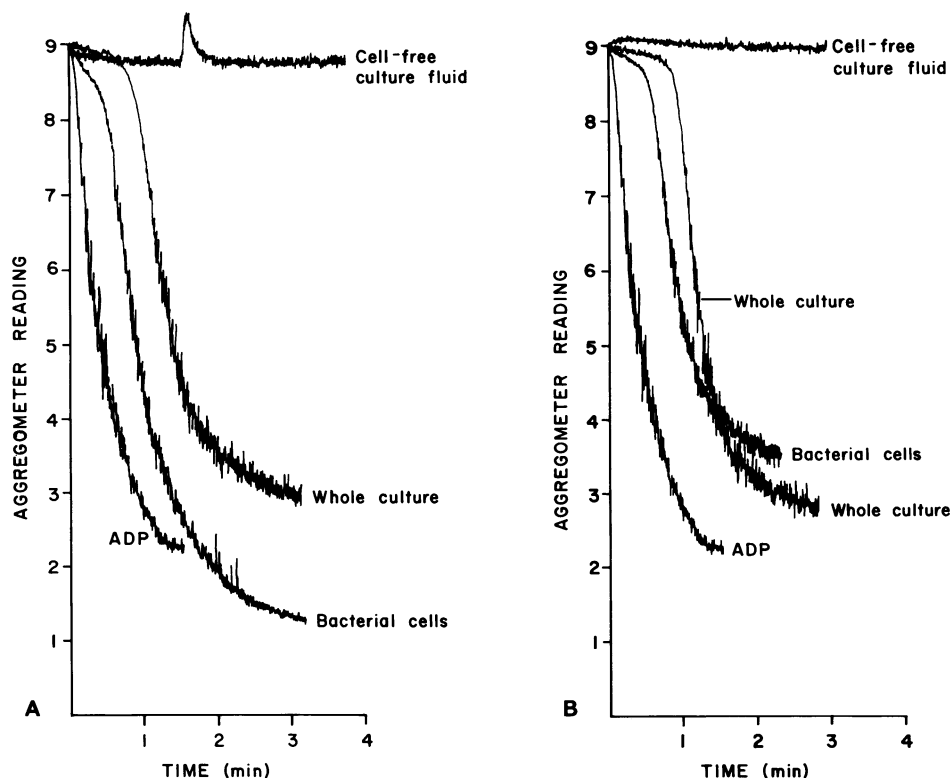 9
8
7
6
5
4
3
2
1
AGGREGOMETER READING
Cell-free
culture fluid
Whole culture
ADP
Bacterial cells
A
1
2
3
4
TIME (min)
9
8
7
6
5
4
3
2
1
AGGREGOMETER READING
Cell-free
culture fluid
Whole culture
Bacterial cells
Whole culture
ADP
B
1
2
3
4
TIME (min)